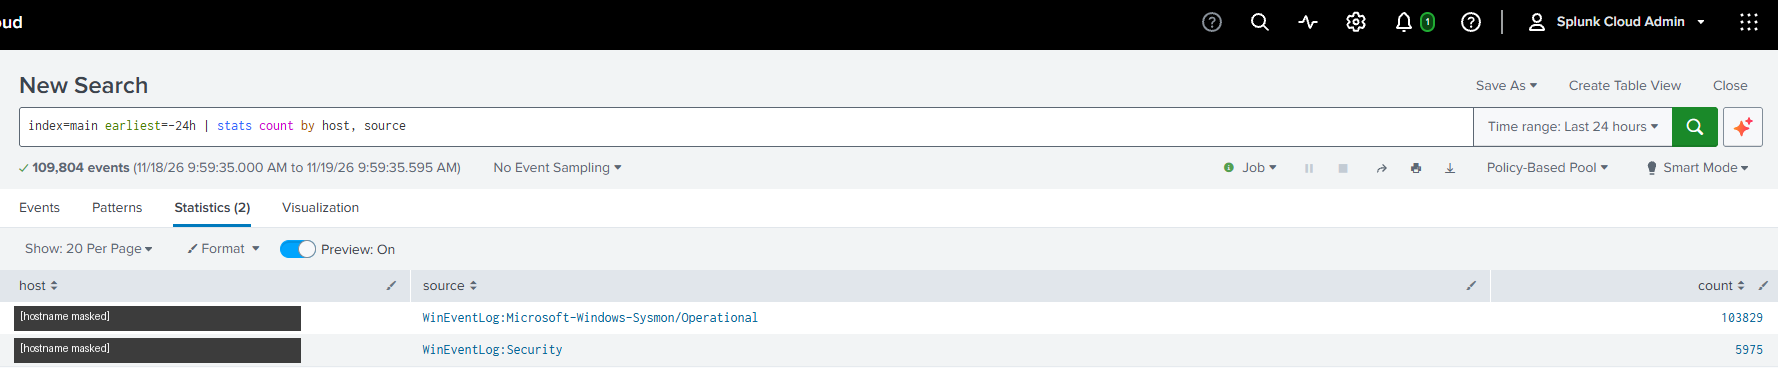 oud
1
Splunk Cloud Admin
New Search
Save As
Create Table View
Close
index=main earliest=-24h | stats count by host, source
Time range: Last 24 hours
109,804 events (11/18/26 9:59:35.000 AM to 11/19/26 9:59:35.595 AM)
No Event Sampling
Job
Policy-Based Pool
Smart Mode
Events
Patterns
Statistics (2)
Visualization
Show: 20 Per Page
Format
Preview: On
host
source
count
[hostname masked]
WinEventLog:Microsoft-Windows-Sysmon/Operational
103829
[hostname masked]
WinEventLog:Security
5975